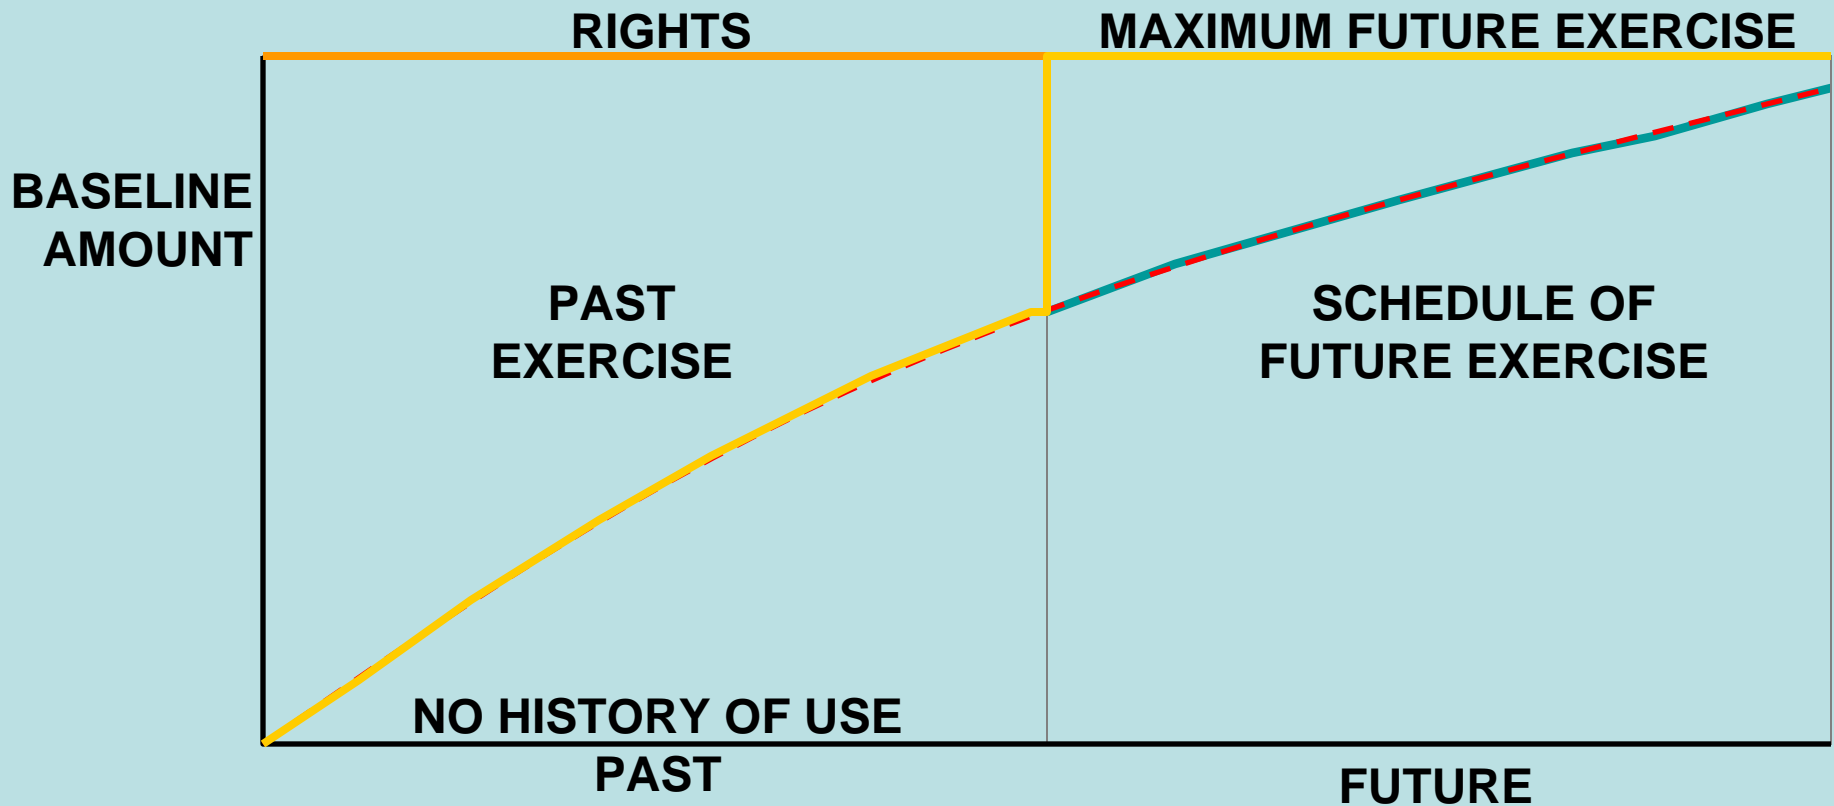 RIGHTS
MAXIMUM FUTURE EXERCISE
BASELINE
AMOUNT
PAST
EXERCISE
SCHEDULE OF
FUTURE EXERCISE
NO HISTORY OF USE
PAST
FUTURE